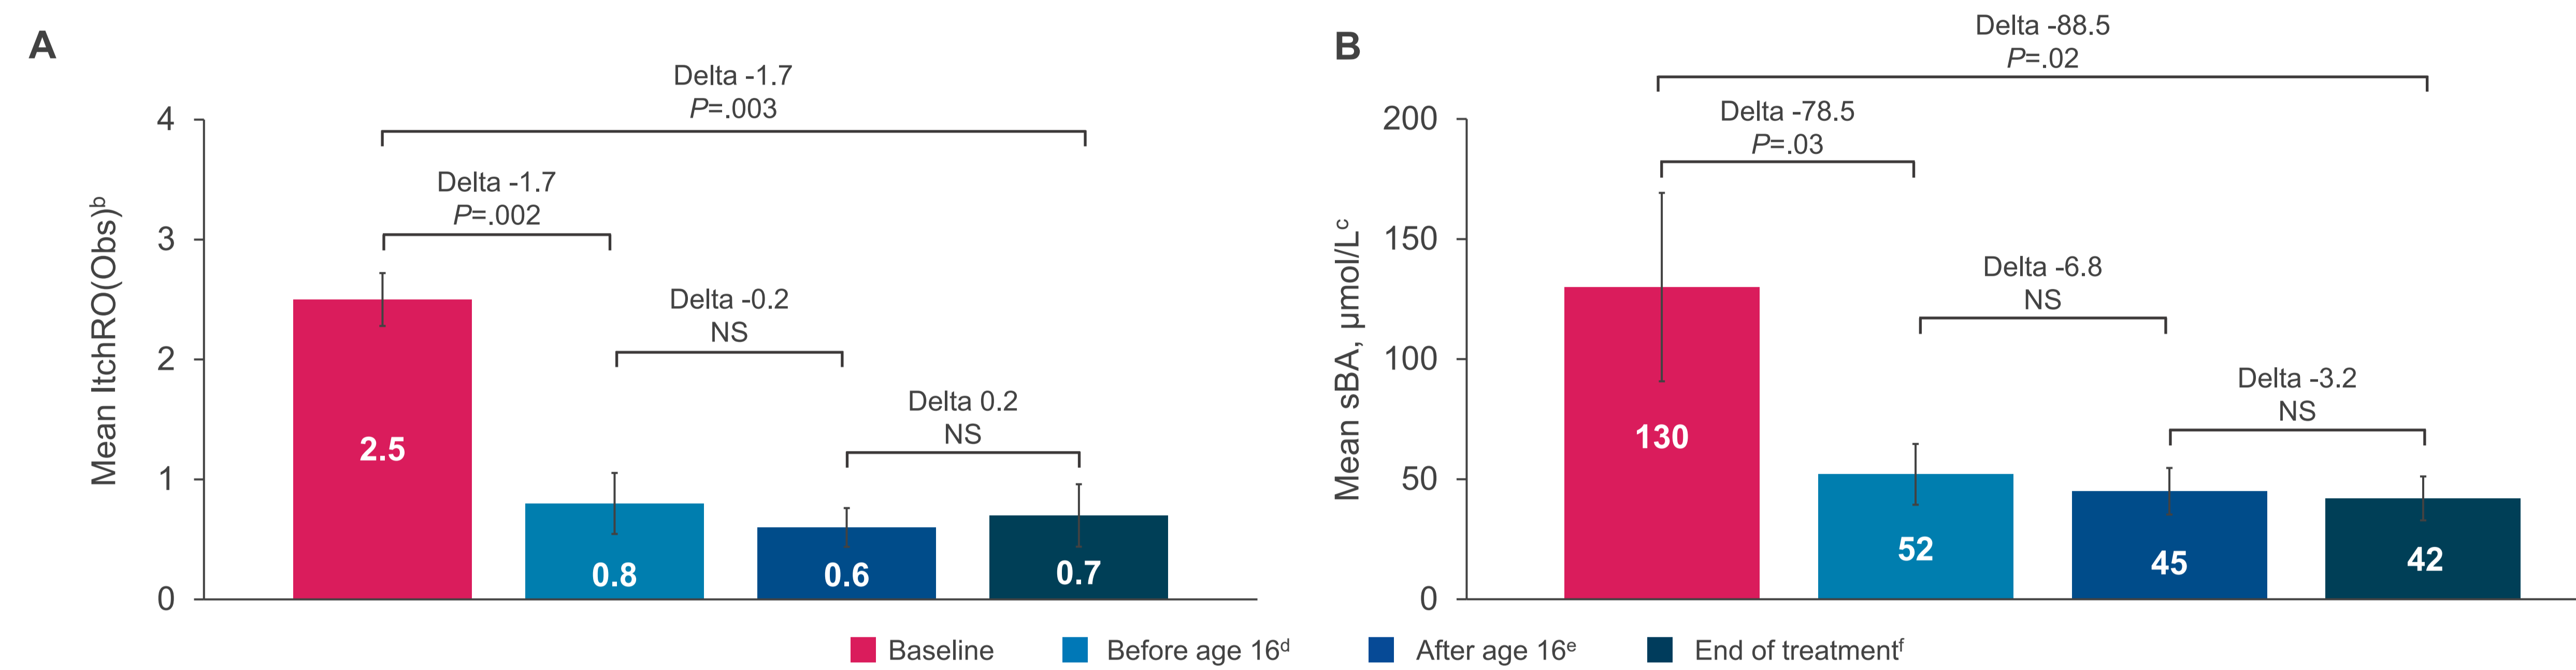 A
Delta -1.7
P=.003
Delta -1.7
P=.002
Delta -0.2
NS
Delta 0.2
NS
Mean ItchRO(Obs)ᵇ
4
3
2
1
0
2.5
0.8
0.6
0.7
B
Delta -88.5
P=.02
Delta -78.5
P=.03
Delta -6.8
NS
Delta -3.2
NS
Mean sBA, µmol/Lᶜ
200
150
100
50
0
130
52
45
42
Baseline
Before age 16ᵈ
After age 16ᵉ
End of treatmentᶠ